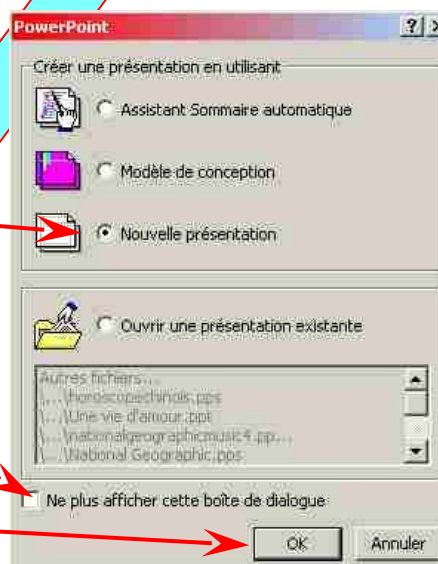 PowerPoint
Créer une présentation en utilisant
Assistant Sommaire automatique
Modèle de conception
Nouvelle présentation
Ouvrir une présentation existante
Autres fichiers...
\...\horoscopechinois.pps
\...\Une vie d'amour.ppt
\...\nationalgeographicmusic4.pp...
\...\National Geographic.pps
Ne plus afficher cette boîte de dialogue
OK Annuler